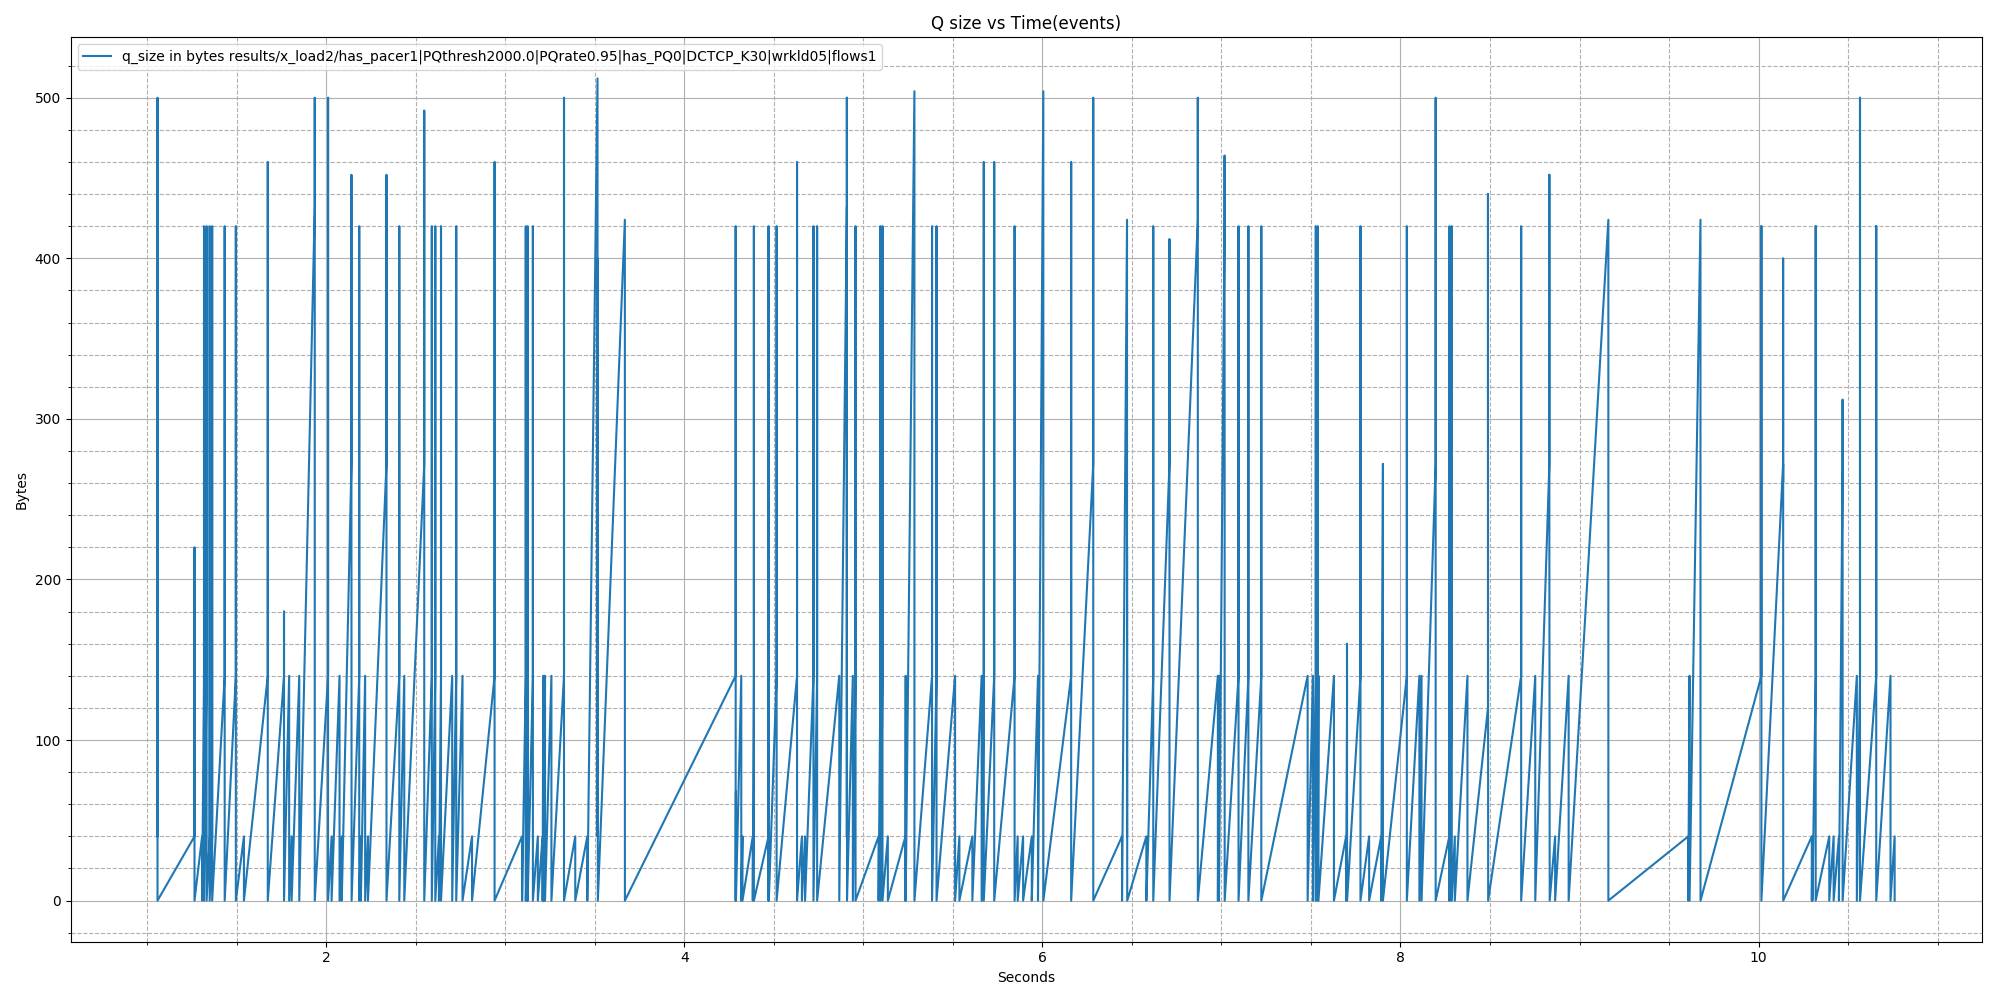 Q size vs Time(events)
q_size in bytes results/x_load2/has_pacer1|PQthresh2000.0|PQrate0.95|has_PQ0|DCTCP_K30|wrkld05|flows1
500
400
300
200
100
0
Bytes
2 4 6 8 10
Seconds